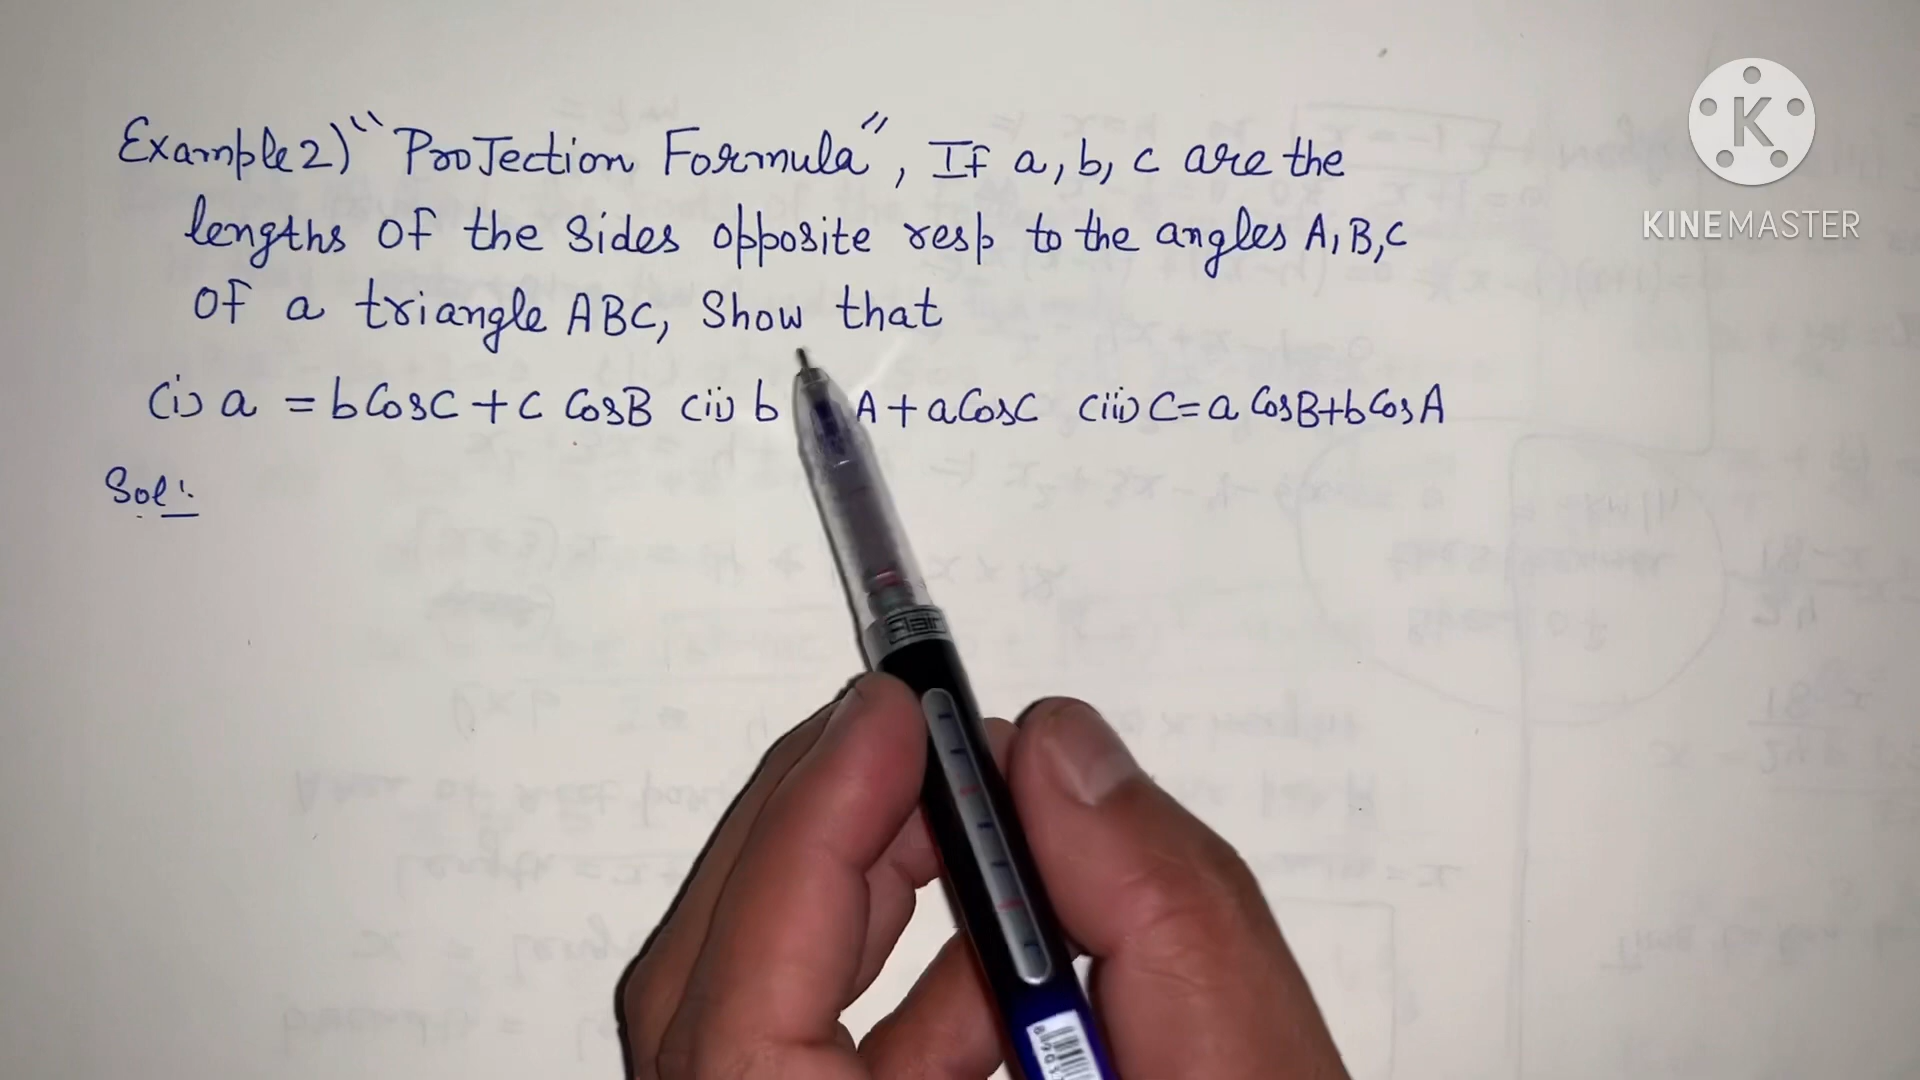 Example 2) "Projection Formula", If a, b, c are the
lengths of the sides opposite resp to the angles A, B, C
of a triangle ABC, Show that
(i) a = b Cos C + c Cos B (ii) b A + a Cos C (iii) C = a Cos B + b Cos A
Sol:
K
KINEMASTER
Flair